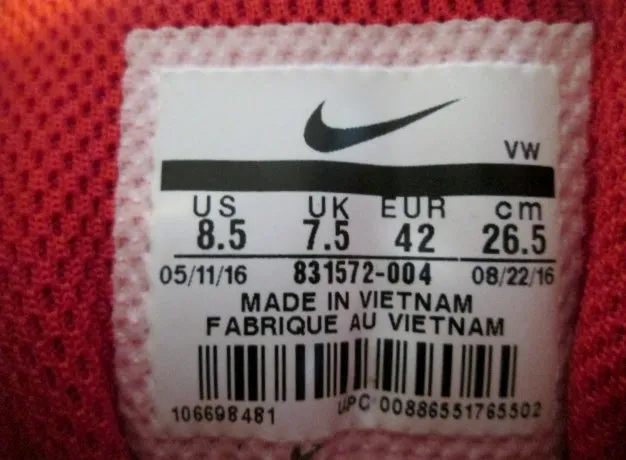 VW
US UK EUR cm
8.5 7.5 42 26.5
05/11/16 831572-004 08/22/16
MADE IN VIETNAM
FABRIQUE AU VIETNAM
106698481 UPC 00886551765502